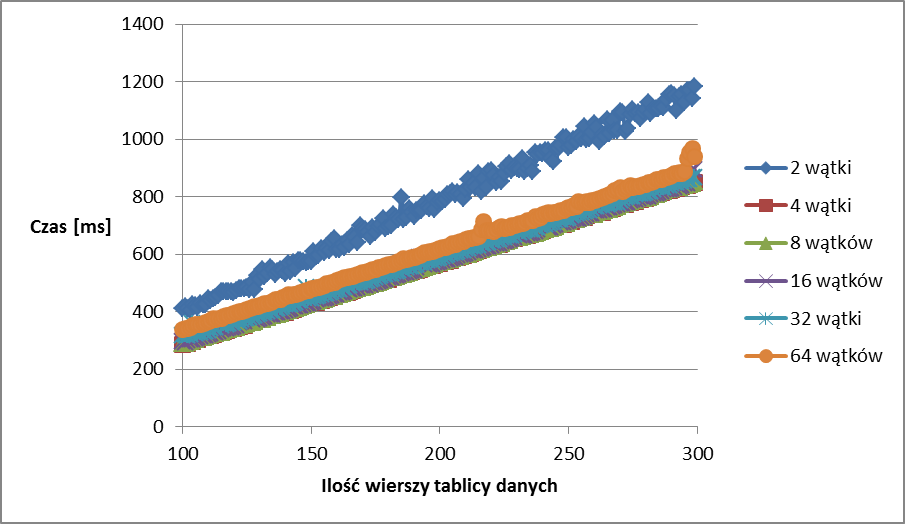 1400
1200
1000
800
600
400
200
0
Czas [ms]
100 150 200 250 300
Ilość wierszy tablicy danych
2 wątki
4 wątki
8 wątków
16 wątków
32 wątki
64 wątków